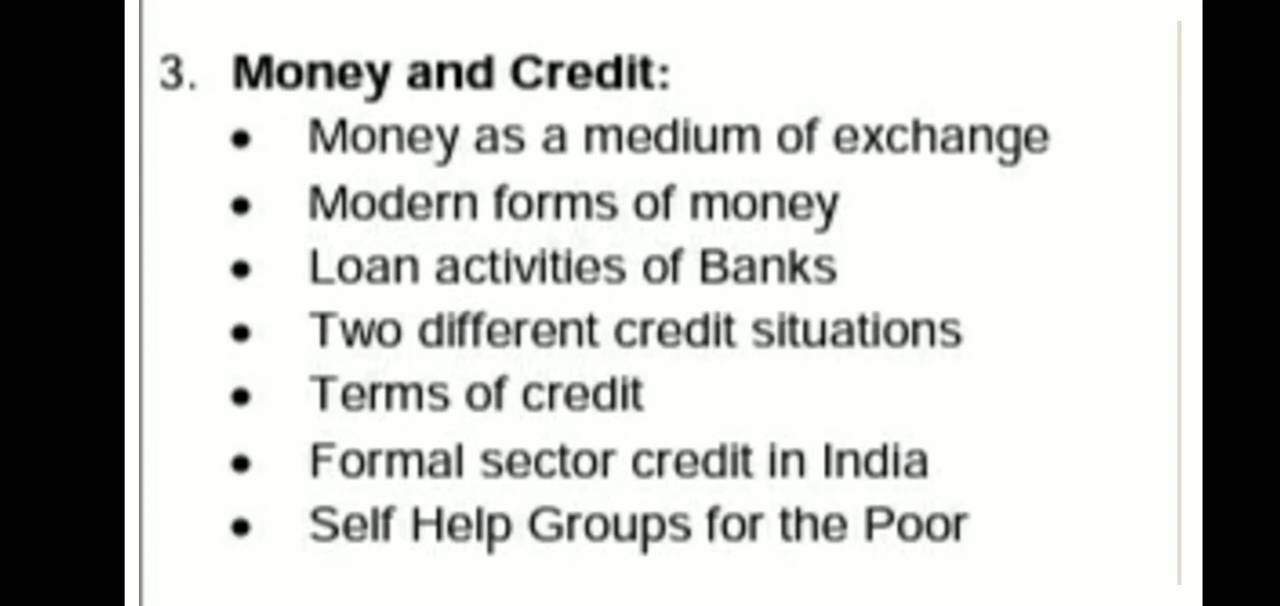 3. Money and Credit:
• Money as a medium of exchange
• Modern forms of money
• Loan activities of Banks
• Two different credit situations
• Terms of credit
• Formal sector credit in India
• Self Help Groups for the Poor